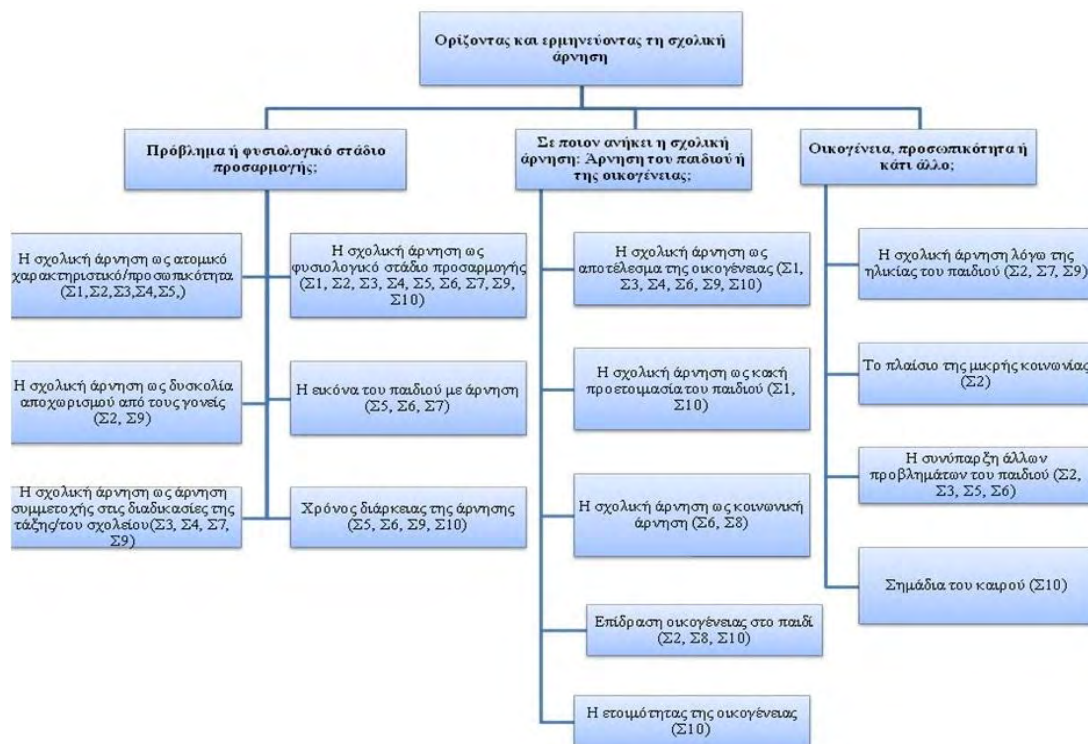 Ορίζοντας και ερμηνεύοντας τη σχολική
άρνηση
Πρόβλημα ή φυσιολογικό στάδιο
προσαρμογής;
Σε ποιον ανήκει η σχολική
άρνηση: Άρνηση του παιδιού ή
της οικογένειας;
Οικογένεια, προσωπικότητα ή
κάτι άλλο;
Η σχολική άρνηση ως ατομικό
χαρακτηριστικό/προσωπικότητα
(Σ1,Σ2,Σ3,Σ4,Σ5,)
Η σχολική άρνηση ως
φυσιολογικό στάδιο προσαρμογής
(Σ1, Σ2, Σ3, Σ4, Σ5, Σ6, Σ7, Σ9,
Σ10)
Η σχολική άρνηση ως
αποτέλεσμα της οικογένειας (Σ1,
Σ3, Σ4, Σ6, Σ9, Σ10)
Η σχολική άρνηση λόγω της
ηλικίας του παιδιού (Σ2, Σ7, Σ9)
Η σχολική άρνηση ως δυσκολία
αποχωρισμού από τους γονείς
(Σ2, Σ9)
Η εικόνα του παιδιού με άρνηση
(Σ5, Σ6, Σ7)
Η σχολική άρνηση ως κακή
προετοιμασία του παιδιού (Σ1,
Σ10)
Το πλαίσιο της μικρής κοινωνίας
(Σ2)
Η σχολική άρνηση ως άρνηση
συμμετοχής στις διαδικασίες της
τάξης/του σχολείου(Σ3, Σ4, Σ7,
Σ9)
Χρόνος διάρκειας της άρνησης
(Σ5, Σ6, Σ9, Σ10)
Η σχολική άρνηση ως κοινωνική
άρνηση (Σ6, Σ8)
Η συνύπαρξη άλλων
προβλημάτων του παιδιού (Σ2,
Σ3, Σ5, Σ6)
Σημάδια του καιρού (Σ10)
Επίδραση οικογένειας στο παιδί
(Σ2, Σ8, Σ10)
Η ετοιμότητας της οικογένειας
(Σ10)